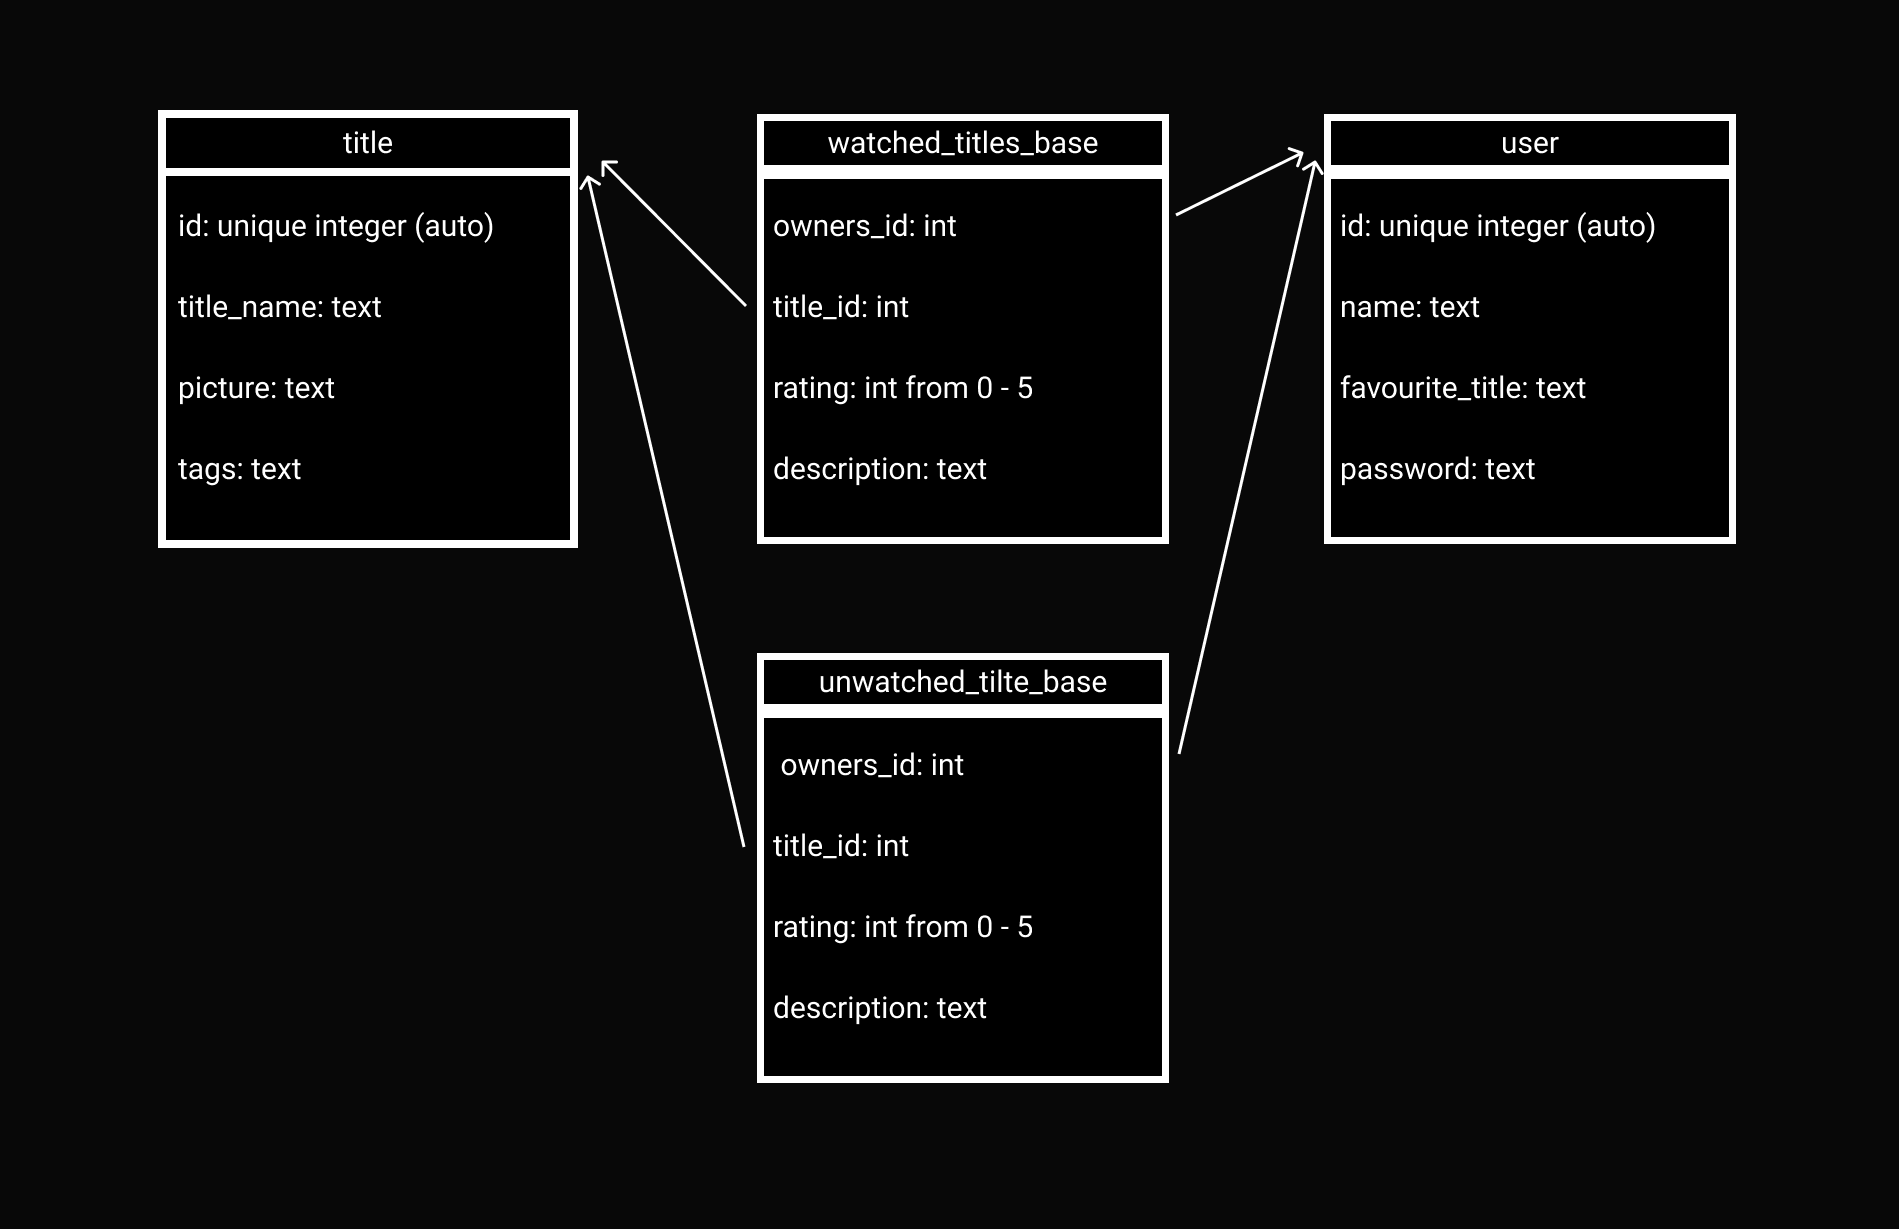 title
id: unique integer (auto)
title_name: text
picture: text
tags: text
watched_titles_base
owners_id: int
title_id: int
rating: int from 0 - 5
description: text
user
id: unique integer (auto)
name: text
favourite_title: text
password: text
unwatched_tilte_base
owners_id: int
title_id: int
rating: int from 0 - 5
description: text